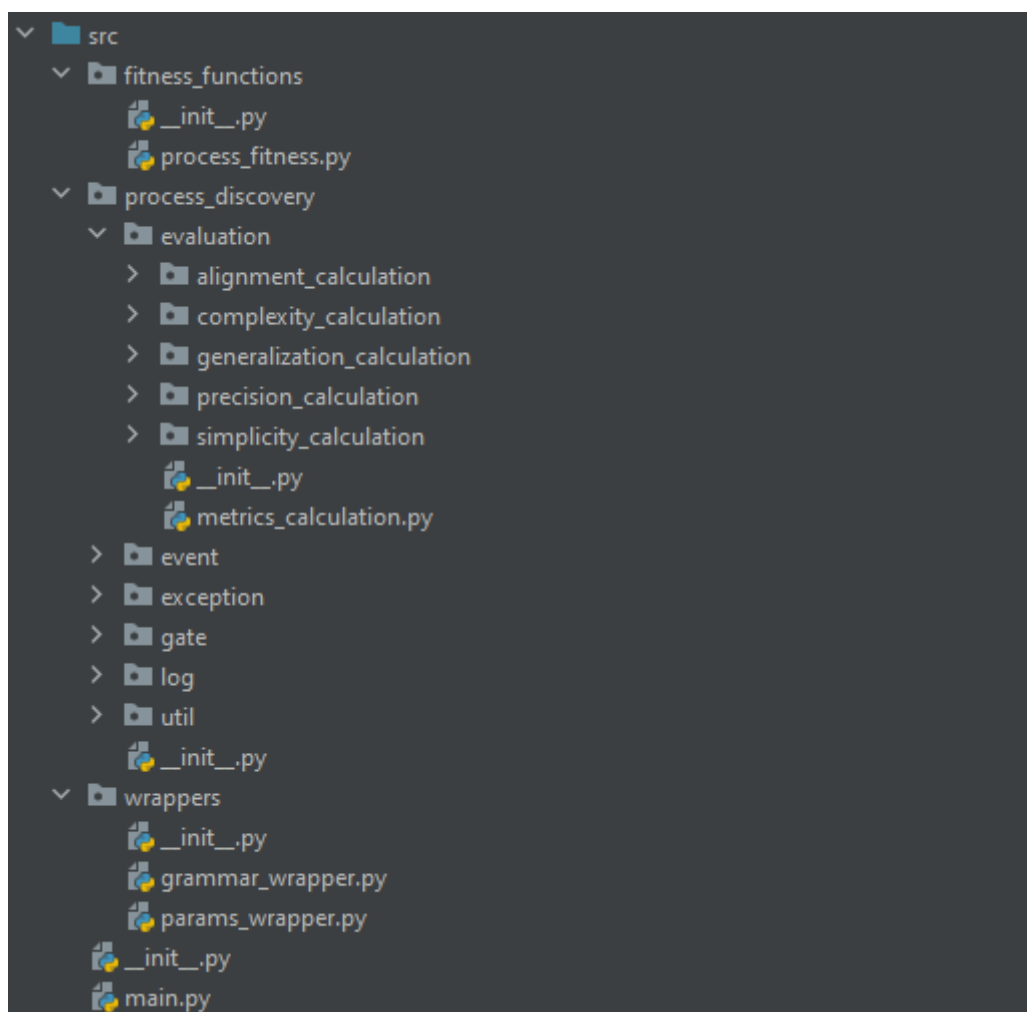 src
fitness_functions
__init__.py
process_fitness.py
process_discovery
evaluation
alignment_calculation
complexity_calculation
generalization_calculation
precision_calculation
simplicity_calculation
__init__.py
metrics_calculation.py
event
exception
gate
log
util
__init__.py
wrappers
__init__.py
grammar_wrapper.py
params_wrapper.py
__init__.py
main.py